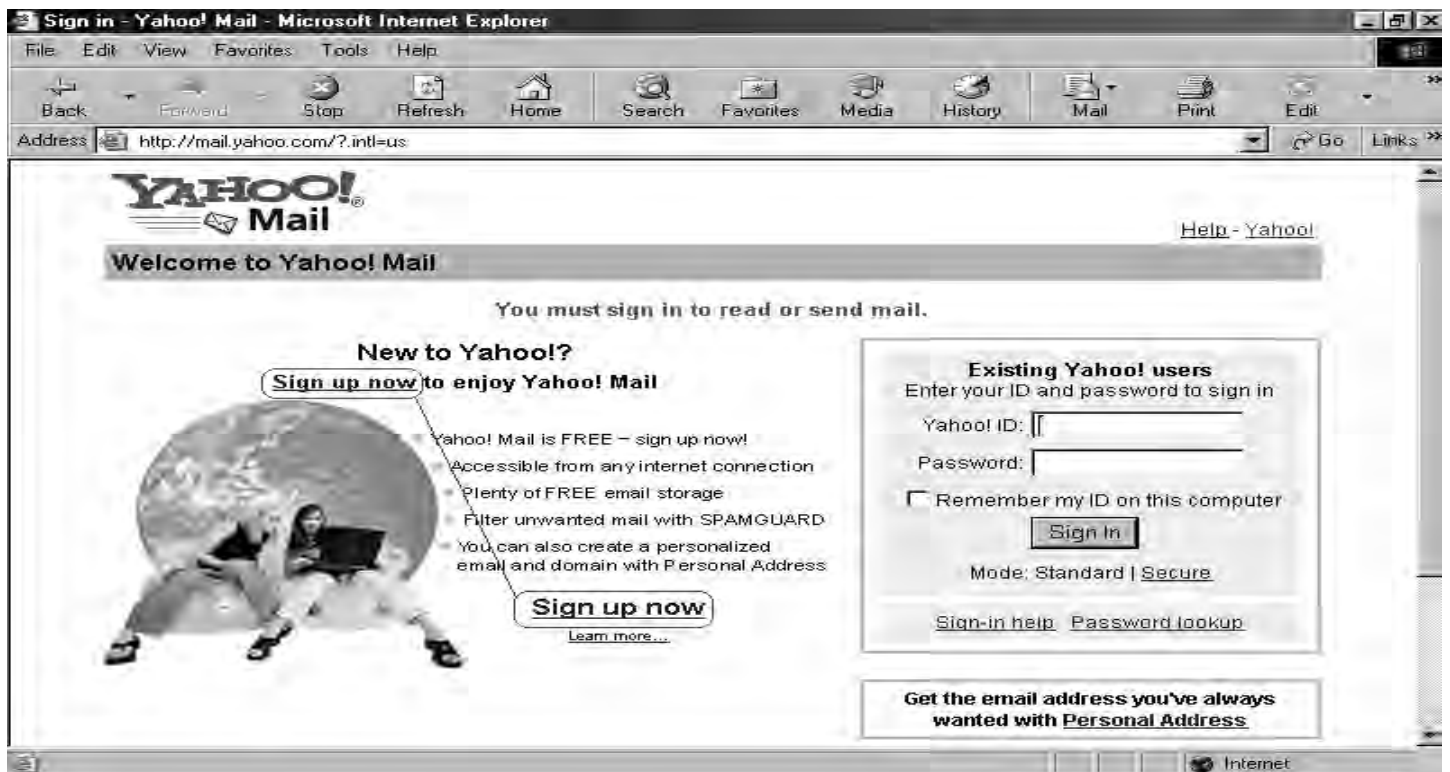 Sign in - Yahoo! Mail - Microsoft Internet Explorer
File Edit View Favorites Tools Help
Back Forward Stop Refresh Home Search Favorites Media History Mail Print Edit
Address http://mail.yahoo.com/?.intl=us Go Links
YAHOO!®
Mail
Help - Yahoo!
Welcome to Yahoo! Mail
You must sign in to read or send mail.
New to Yahoo!?
Sign up now to enjoy Yahoo! Mail
Yahoo! Mail is FREE – sign up now!
Accessible from any internet connection
Plenty of FREE email storage
Filter unwanted mail with SPAMGUARD
You can also create a personalized
email and domain with Personal Address
Sign up now
Learn more...
Existing Yahoo! users
Enter your ID and password to sign in
Yahoo! ID:
Password:
Remember my ID on this computer
Sign In
Mode: Standard | Secure
Sign-in help Password lookup
Get the email address you've always
wanted with Personal Address
Internet